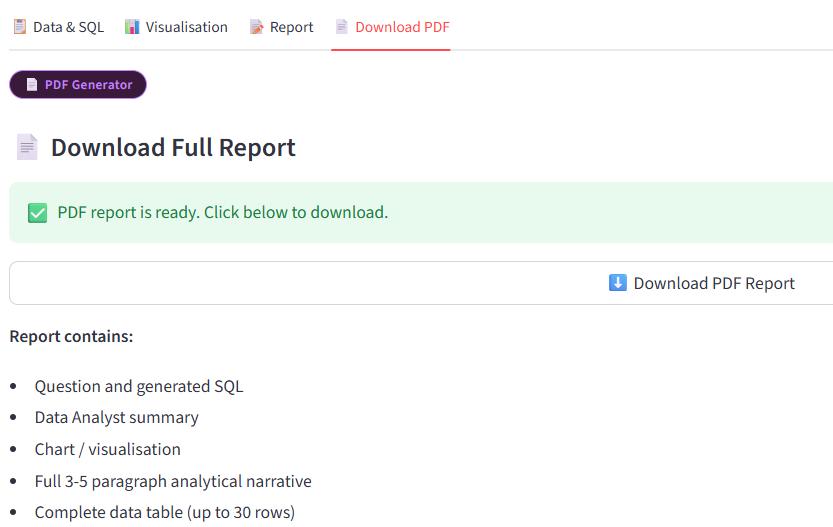 Data & SQL Visualisation Report Download PDF
PDF Generator
Download Full Report
PDF report is ready. Click below to download.
Download PDF Report
Report contains:
Question and generated SQL
Data Analyst summary
Chart / visualisation
Full 3-5 paragraph analytical narrative
Complete data table (up to 30 rows)